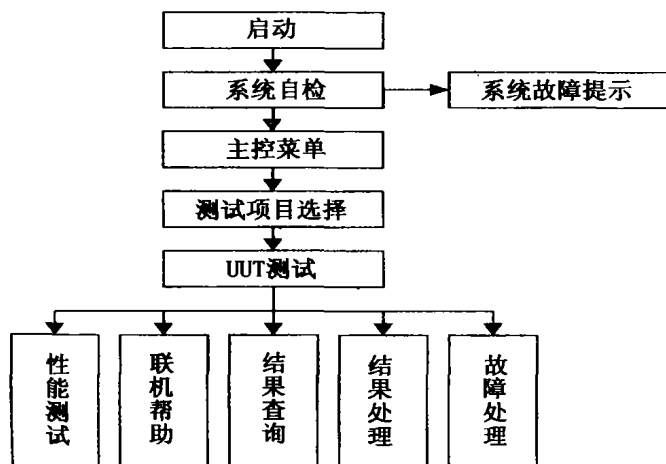 启动
系统自检
系统故障提示
主控菜单
测试项目选择
UUT测试
性能测试
联机帮助
结果查询
结果处理
故障处理